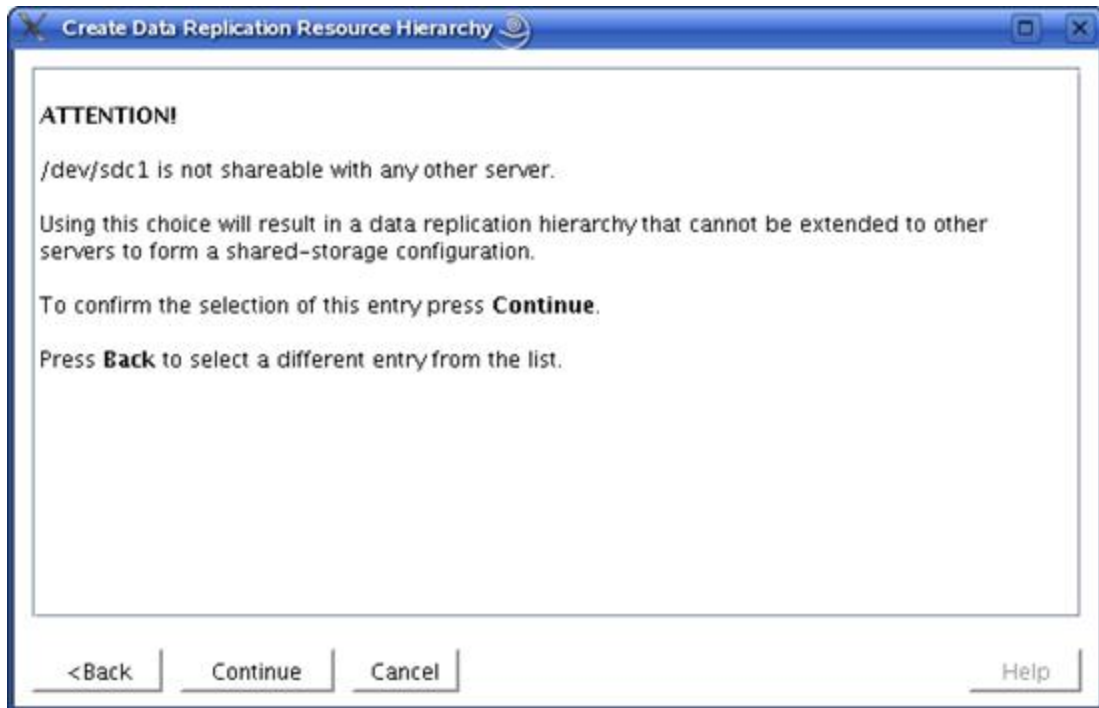 Create Data Replication Resource Hierarchy
ATTENTION!
/dev/sdc1 is not shareable with any other server.
Using this choice will result in a data replication hierarchy that cannot be extended to other
servers to form a shared-storage configuration.
To confirm the selection of this entry press Continue.
Press Back to select a different entry from the list.
<Back Continue Cancel Help